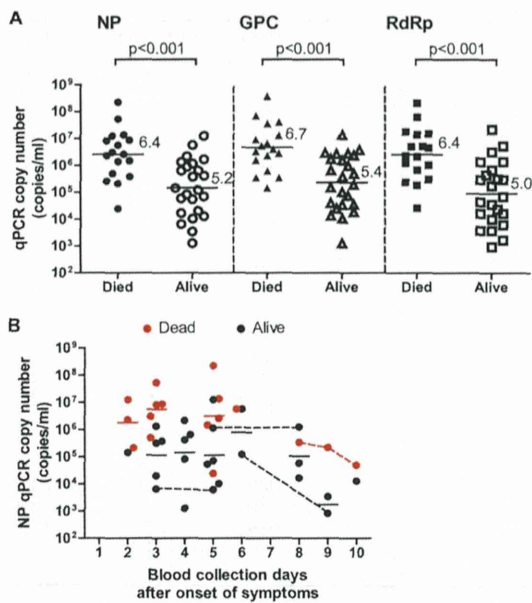 A
NP GPC RdRp
p<0.001 p<0.001 p<0.001
qPCR copy number
(copies/ml)
10⁹
10⁸
10⁷
10⁶
10⁵
10⁴
10³
10²
6.4 5.2 6.7 5.4 6.4 5.0
Died Alive Died Alive Died Alive
B
Dead Alive
NP qPCR copy number
(copies/ml)
10⁹
10⁸
10⁷
10⁶
10⁵
10⁴
10³
10²
1 2 3 4 5 6 7 8 9 10
Blood collection days
after onset of symptoms